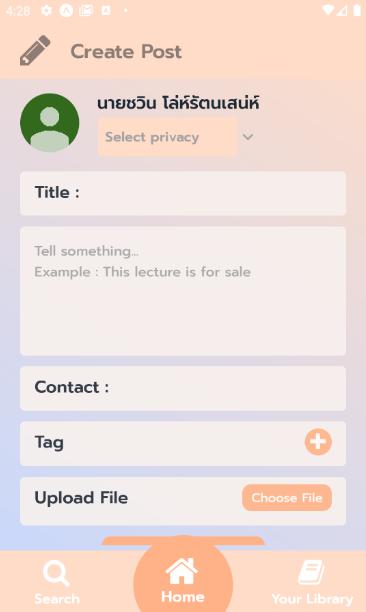 4:28
Create Post
นายชวิน โล่ห์รัตนเสน่ห์
Select privacy
Title :
Tell something...
Example : This lecture is for sale
Contact :
Tag
Upload File
Choose File
Search
Home
Your Library